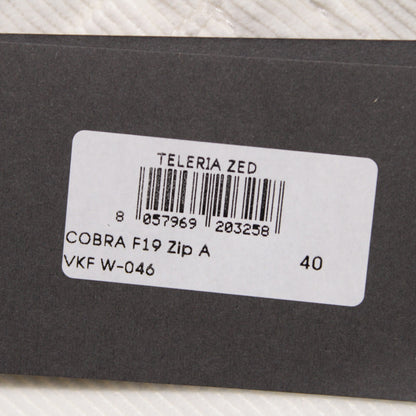 TELERIA ZED
8 057969 203258
COBRA F19 Zip A 40
VKF W-046